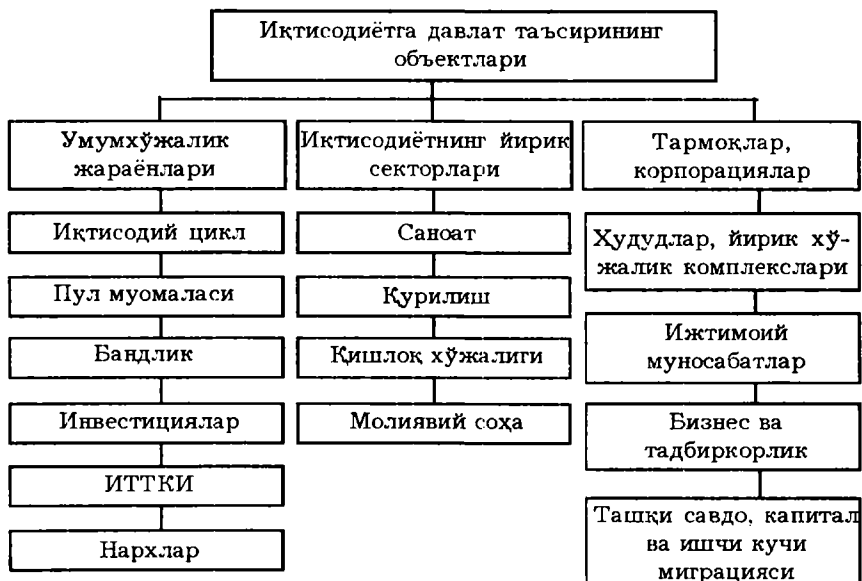 Иқтисодиётга давлат таъсирининг
объектлари
Умумхўжалик
жараёнлари
Иқтисодий цикл
Пул муомаласи
Бандлик
Инвестициялар
ИТТКИ
Нархлар
Иқтисодиётнинг йирик
секторлари
Саноат
Қурилиш
Қишлоқ хўжалиги
Молиявий соҳа
Тармоқлар,
корпорациялар
Ҳудудлар, йирик хў-
жалик комплекслари
Ижтимоий
муносабатлар
Бизнес ва
тадбиркорлик
Ташқи савдо, капитал
ва ишчи кучи
миграцияси